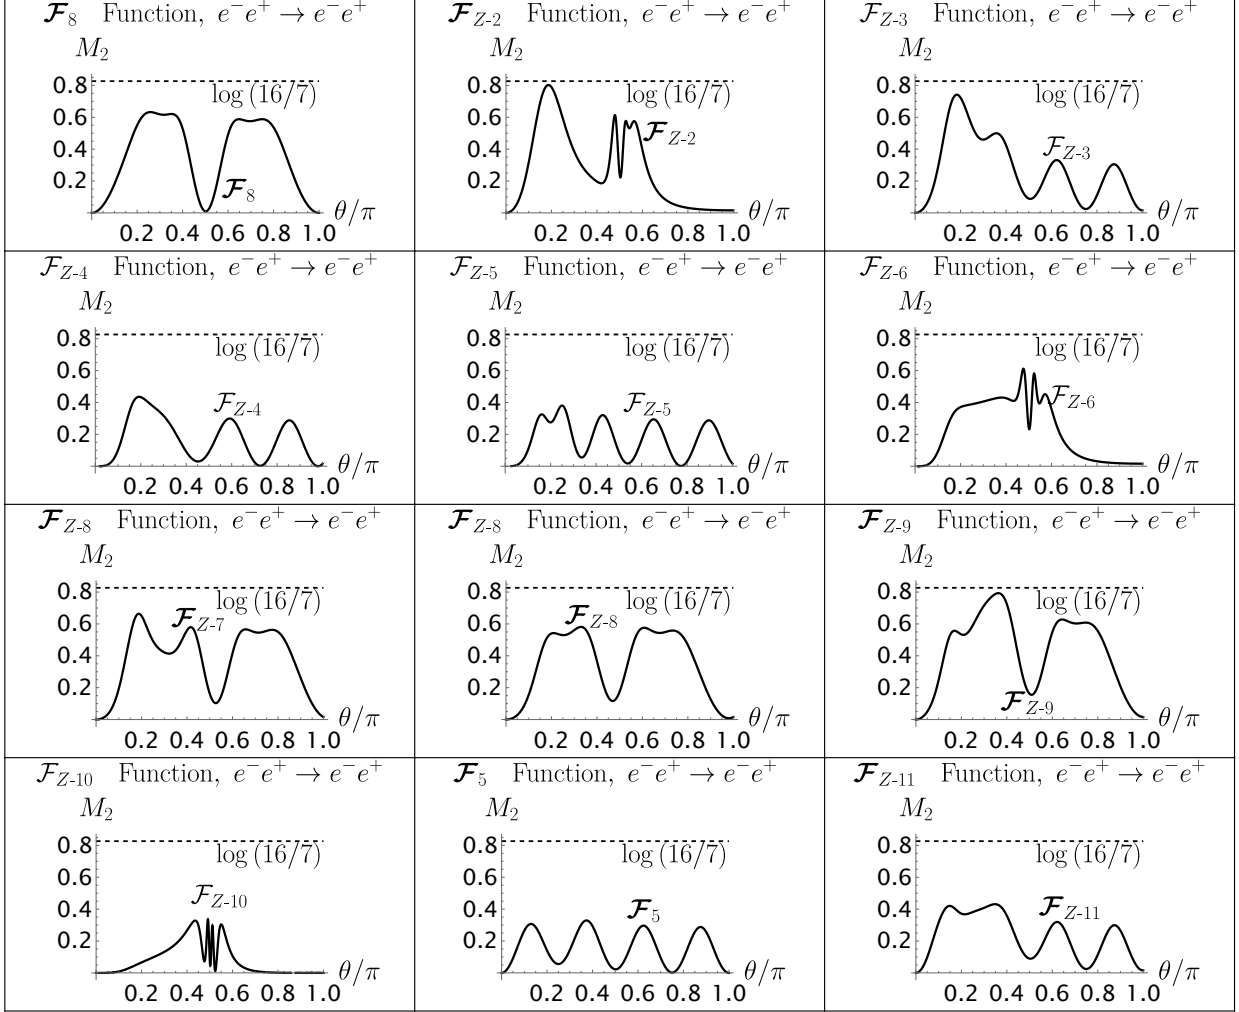 𝓕8 Function, e⁻e⁺ → e⁻e⁺
M2
0.8
log (16/7)
0.6
0.4
0.2
𝓕8
θ/π
0.2 0.4 0.6 0.8 1.0
𝓕Z-2 Function, e⁻e⁺ → e⁻e⁺
M2
0.8
log (16/7)
0.6
𝓕Z-2
0.4
0.2
θ/π
0.2 0.4 0.6 0.8 1.0
ℱZ-3 Function, e⁻e⁺ → e⁻e⁺
M2
0.8
log (16/7)
0.6
0.4
ℱZ-3
0.2
θ/π
0.2 0.4 0.6 0.8 1.0
ℱZ-4 Function, e⁻e⁺ → e⁻e⁺
M2
0.8
log (16/7)
0.6
0.4
ℱZ-4
0.2
θ/π
0.2 0.4 0.6 0.8 1.0
ℱZ-5 Function, e⁻e⁺ → e⁻e⁺
M2
0.8
log (16/7)
0.6
0.4
ℱZ-5
0.2
θ/π
0.2 0.4 0.6 0.8 1.0
ℱZ-6 Function, e⁻e⁺ → e⁻e⁺
M2
0.8
log (16/7)
0.6
0.4
ℱZ-6
0.2
θ/π
0.2 0.4 0.6 0.8 1.0
𝓕Z-8 Function, e⁻e⁺ → e⁻e⁺
M2
0.8
log (16/7)
0.6
𝓕Z-7
0.4
0.2
θ/π
0.2 0.4 0.6 0.8 1.0
𝓕Z-8 Function, e⁻e⁺ → e⁻e⁺
M2
0.8
log (16/7)
0.6
𝓕Z-8
0.4
0.2
θ/π
0.2 0.4 0.6 0.8 1.0
𝓕Z-9 Function, e⁻e⁺ → e⁻e⁺
M2
0.8
log (16/7)
0.6
0.4
0.2
𝓕Z-9
θ/π
0.2 0.4 0.6 0.8 1.0
ℱZ-10 Function, e⁻e⁺ → e⁻e⁺
M2
0.8
log (16/7)
0.6
ℱZ-10
0.4
0.2
θ/π
0.2 0.4 0.6 0.8 1.0
𝓕5 Function, e⁻e⁺ → e⁻e⁺
M2
0.8
log (16/7)
0.6
0.4
𝓕5
0.2
θ/π
0.2 0.4 0.6 0.8 1.0
𝓕Z-11 Function, e⁻e⁺ → e⁻e⁺
M2
0.8
log (16/7)
0.6
0.4
𝓕Z-11
0.2
θ/π
0.2 0.4 0.6 0.8 1.0